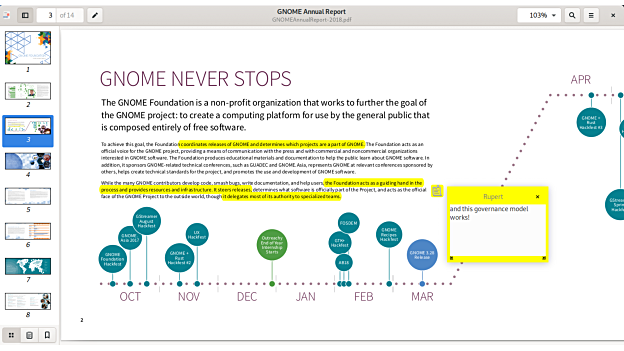 GNOME Annual Report
GNOMEAnnualReport-2018.pdf
3 of 14
103%
1
2
3
4
5
6
7
8
GNOME NEVER STOPS
The GNOME Foundation is a non-profit organization that works to further the goal of
the GNOME project: to create a computing platform for use by the general public that
is composed entirely of free software.
To achieve this goal, the Foundation coordinates releases of GNOME and determines which projects are a part of GNOME. The Foundation acts as an
official voice for the GNOME project, providing a means of communication with the press and with commercial and noncommercial organizations
interested in GNOME software. The Foundation produces educational materials and documentation to help the public learn about GNOME software. In
addition, it sponsors GNOME-related technical conferences, such as GUADEC and GNOME.Asia, represents GNOME at relevant conferences sponsored by
others, helps create technical standards for the project, and promotes the use and development of GNOME software.
While the many GNOME contributors develop code, smash bugs, write documentation, and help users, the Foundation acts as a guiding hand in the
process and provides resources and infrastructure. It steers releases, determines what software is officially part of the Project, and acts as the official
face of the GNOME Project to the outside world, though it delegates most of its authority to specialized teams.
Rupert
and this governance model
works!
APR
GNOME +
Rust
Hackfest #3
GNOME
Foundation
Hackfest
GNOME
Asia 2017
GStreamer
August
Hackfest
GNOME +
Rust
Hackfest #2
UX
Hackfest
Outreachy
End of Year
Internship
Starts
GTK+
Hackfest
FOSDEM
GNOME
Recipes
Hackfest
GNOME 3.28
Release
OCT
NOV
DEC
JAN
FEB
MAR
2